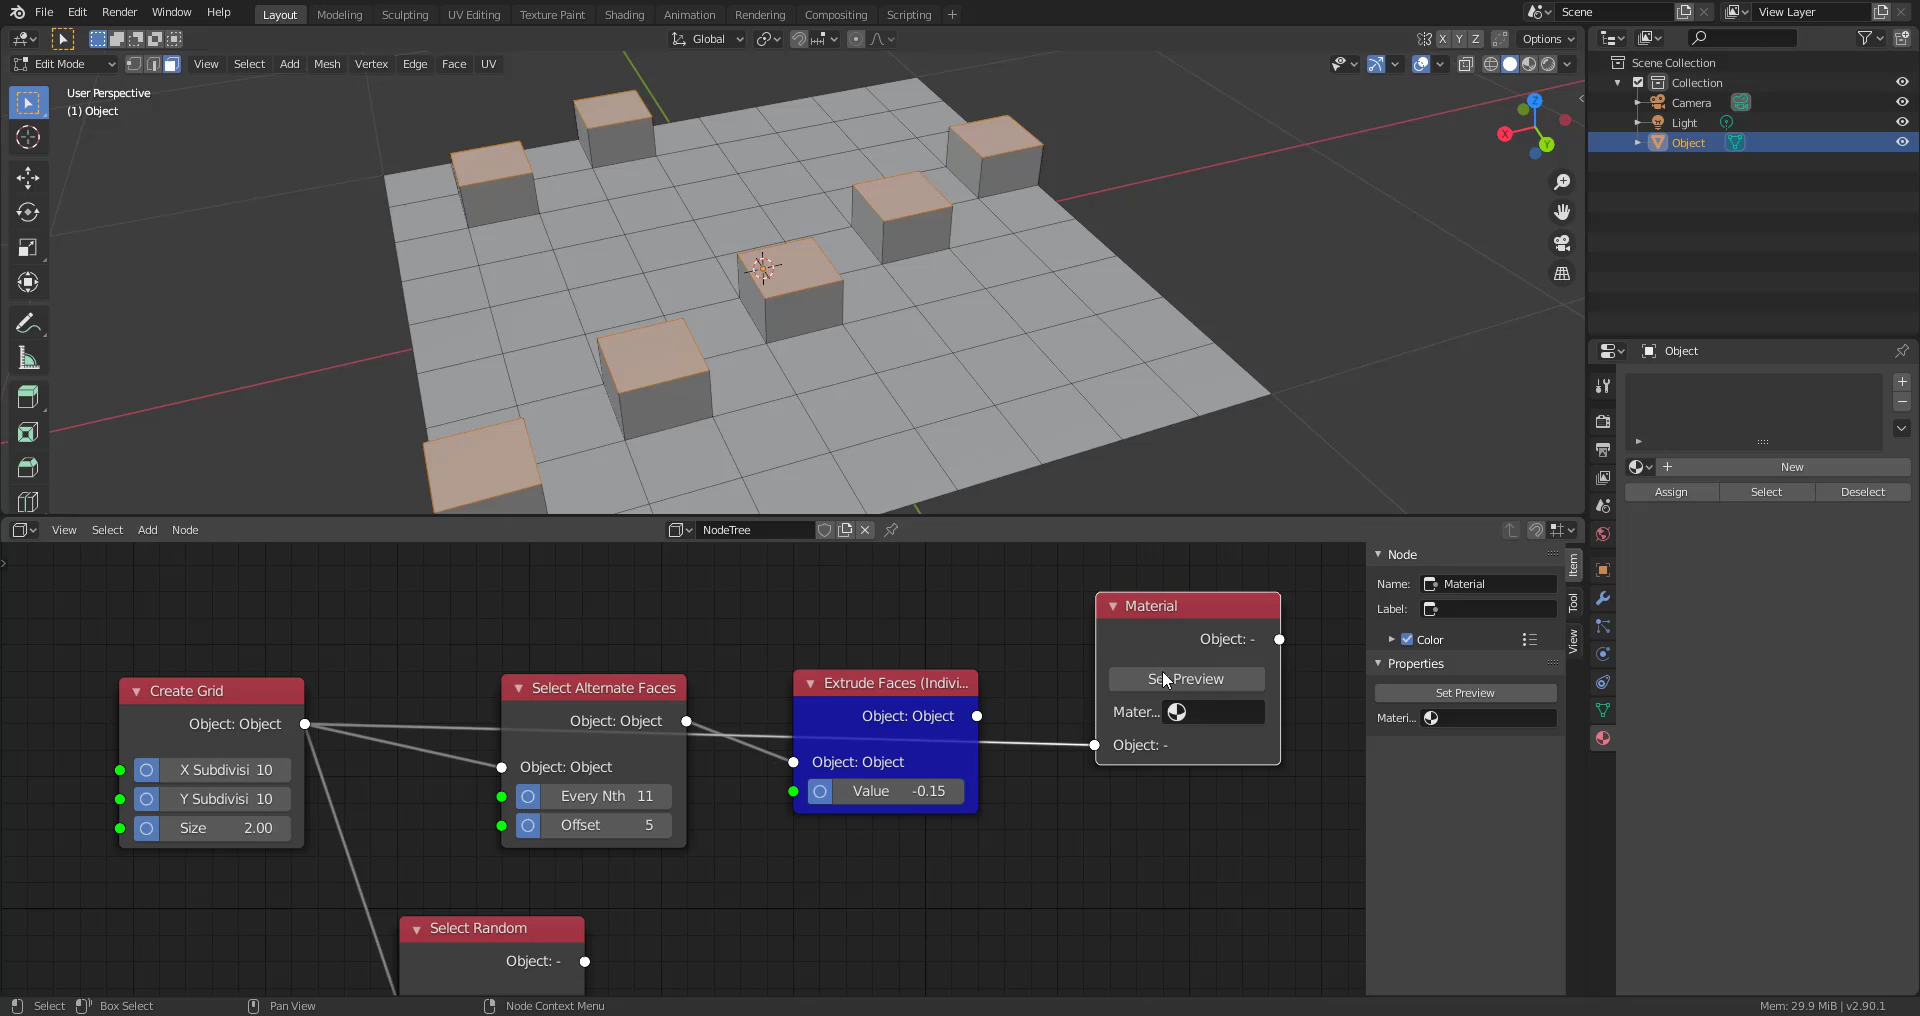 File Edit Render Window Help Layout Modeling Sculpting UV Editing Texture Paint Shading Animation Rendering Compositing Scripting + Scene View Layer
Global X Y Z Options
Edit Mode View Select Add Mesh Vertex Edge Face UV
User Perspective
(1) Object
Z
X
Y
Scene Collection
Collection
Camera
Light
Object
Object
New
Assign Select Deselect
View Select Add Node NodeTree
Create Grid
Object: Object
X Subdivisi 10
Y Subdivisi 10
Size 2.00
Select Alternate Faces
Object: Object
Object: Object
Every Nth 11
Offset 5
Extrude Faces (Indivi...
Object: Object
Object: Object
Value -0.15
Material
Object: -
Set Preview
Mater...
Object: -
Select Random
Object: -
Node
Name: Material
Label:
Color
Properties
Set Preview
Materi...
Item
Tool
View
Select Box Select Pan View Node Context Menu Mem: 29.9 MiB | v2.90.1